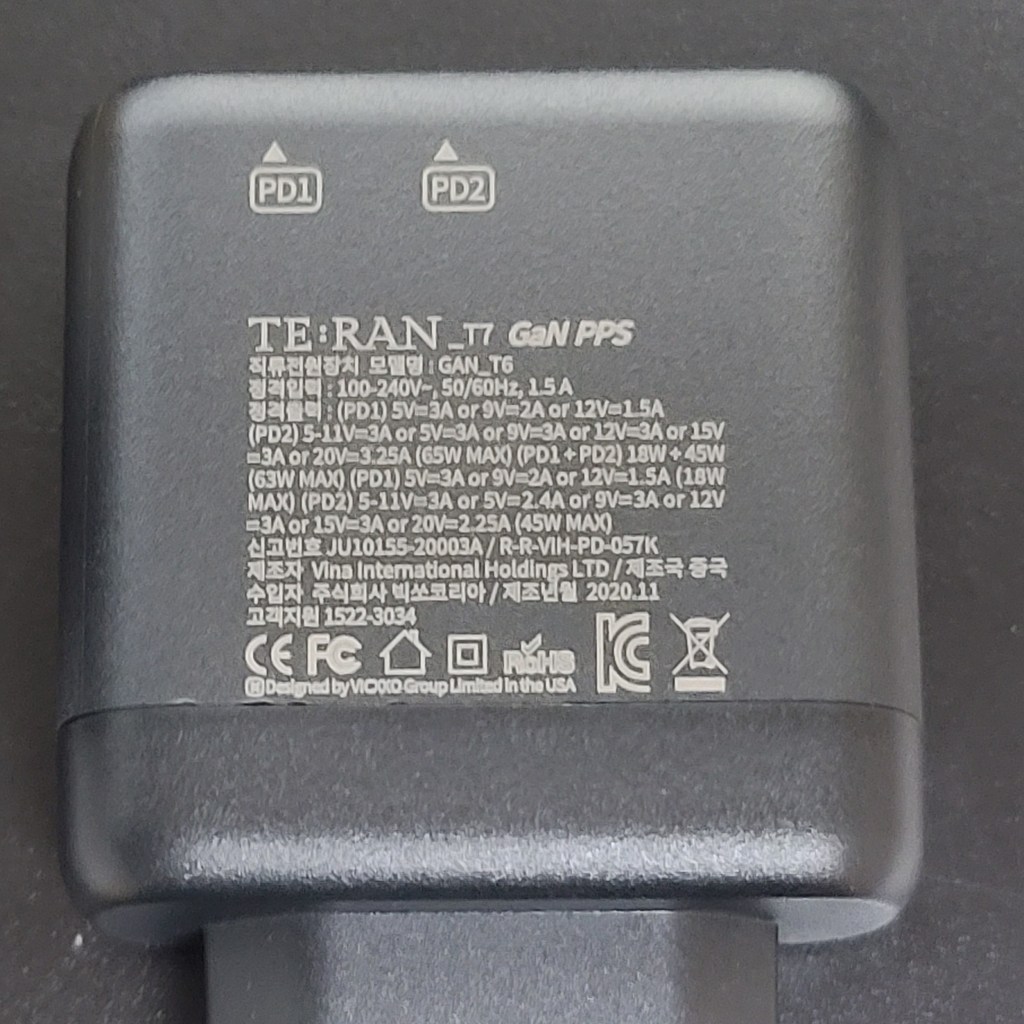 PD1 PD2
TE:RAN_T7 GaN PPS
직류전원장치 모델명 : GAN_T6
정격입력 : 100-240V~, 50/60Hz, 1.5 A
정격출력 : (PD1) 5V=3A or 9V=2A or 12V=1.5A
(PD2) 5-11V=3A or 5V=3A or 9V=3A or 12V=3A or 15V
=3A or 20V=3.25A (65W MAX) (PD1 + PD2) 18W + 45W
(63W MAX) (PD1) 5V=3A or 9V=2A or 12V=1.5A (18W
MAX) (PD2) 5-11V=3A or 5V=2.4A or 9V=3A or 12V
=3A or 15V=3A or 20V=2.25A (45W MAX)
신고번호 JU10155-20003A / R-R-VIH-PD-057K
제조자 Vina International Holdings LTD / 제조국 중국
수입자 주식회사 빅쏘코리아 / 제조년월 2020.11
고객지원 1522-3034
CE FC RoHS KC
Designed by VICXXO Group Limited in the USA